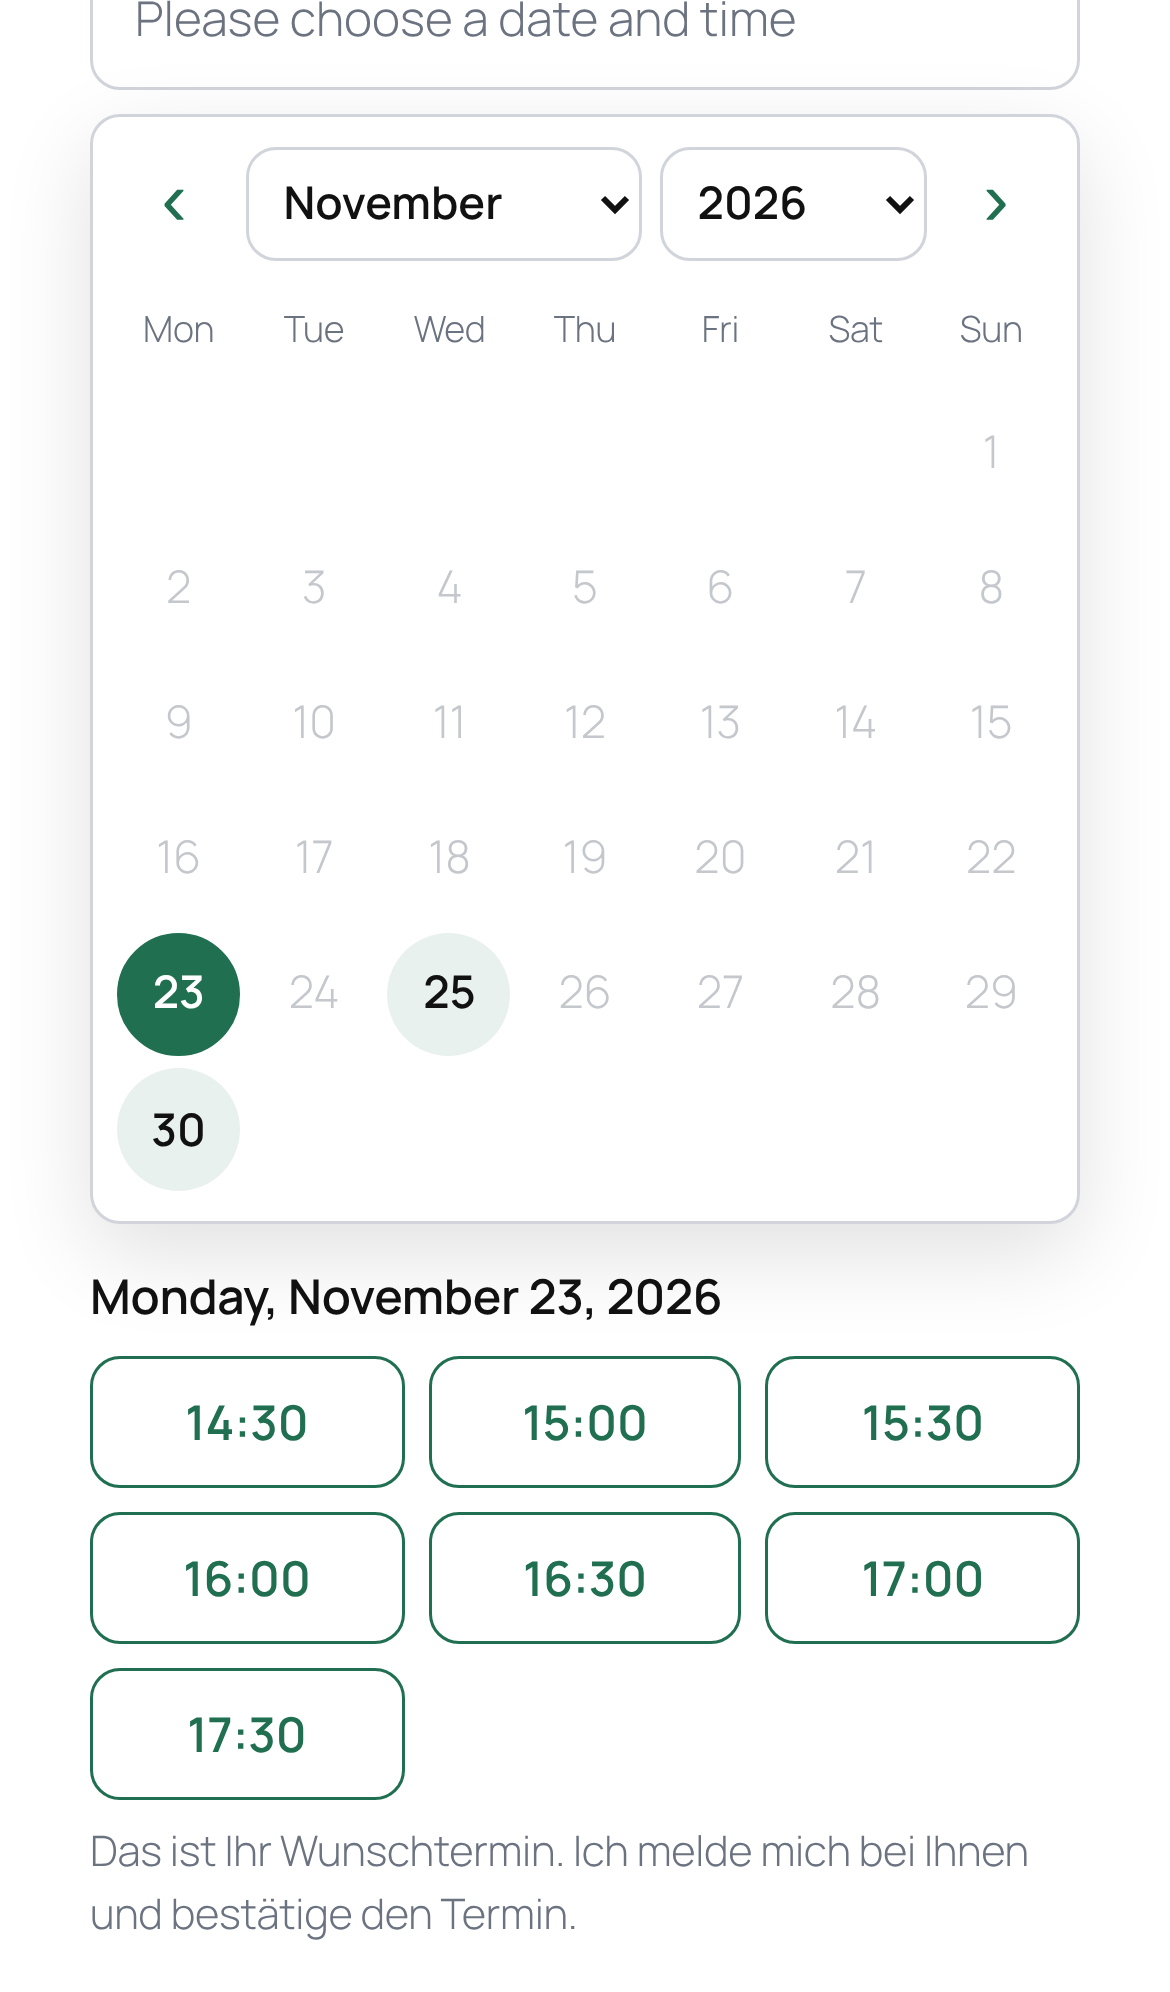 Please choose a date and time
November 2026
Mon Tue Wed Thu Fri Sat Sun
1
2 3 4 5 6 7 8
9 10 11 12 13 14 15
16 17 18 19 20 21 22
23 24 25 26 27 28 29
30
Monday, November 23, 2026
14:30 15:00 15:30
16:00 16:30 17:00
17:30
Das ist Ihr Wunschtermin. Ich melde mich bei Ihnen
und bestätige den Termin.